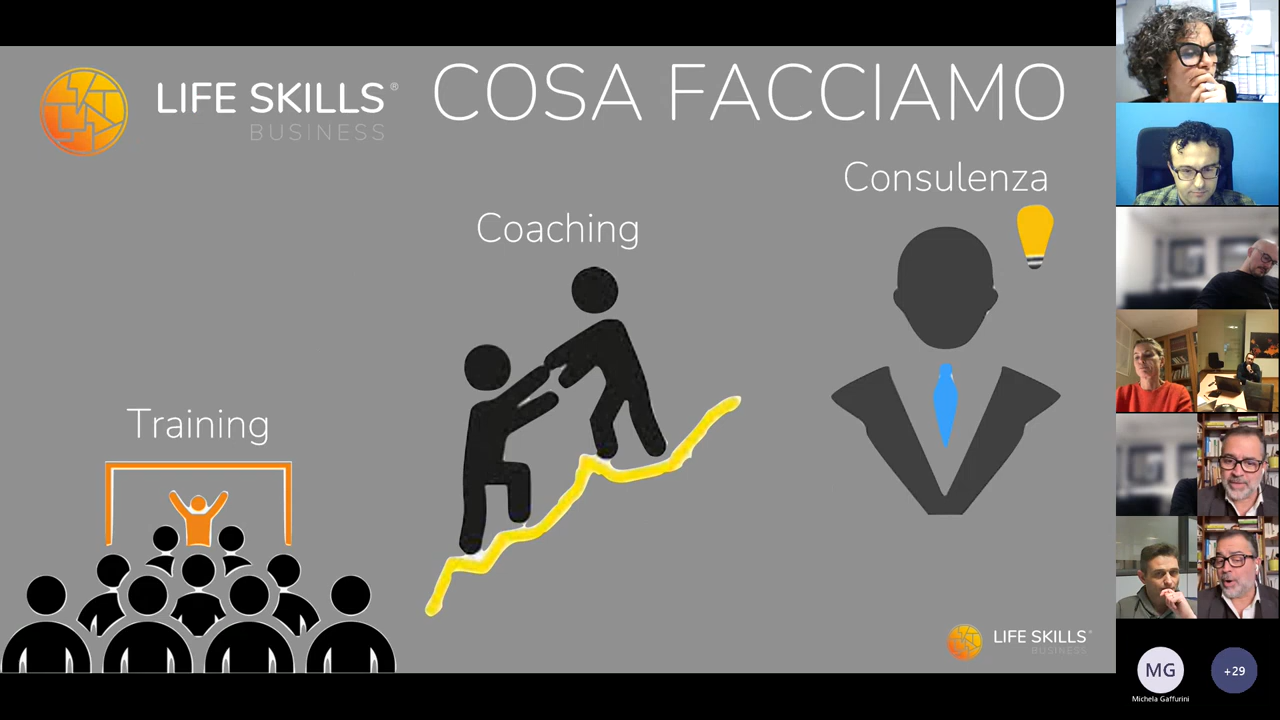 LIFE SKILLS®
BUSINESS
COSA FACCIAMO
Consulenza
Coaching
Training
LIFE SKILLS®
BUSINESS
MG
+29
Michela Gaffurini